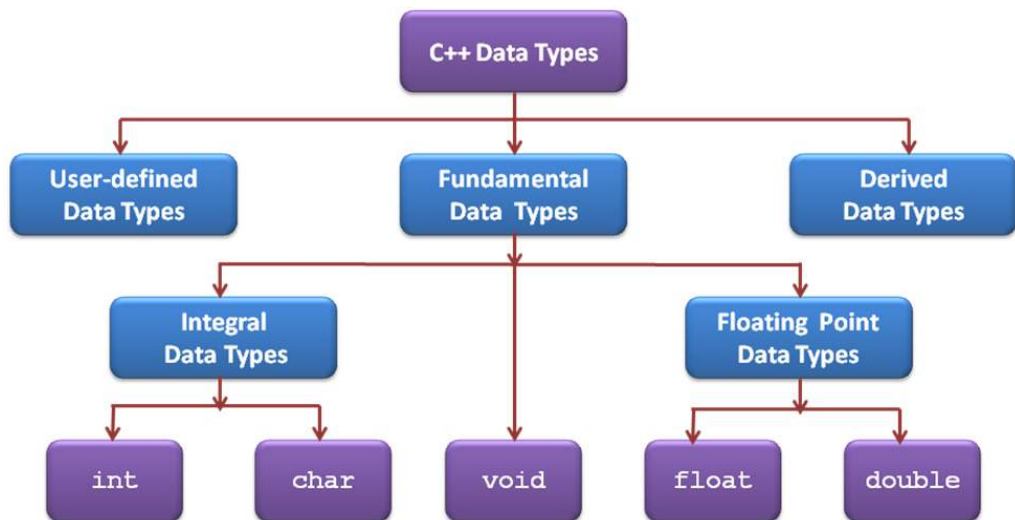 C++ Data Types
User-defined
Data Types
Fundamental
Data Types
Derived
Data Types
Integral
Data Types
Floating Point
Data Types
int
char
void
float
double